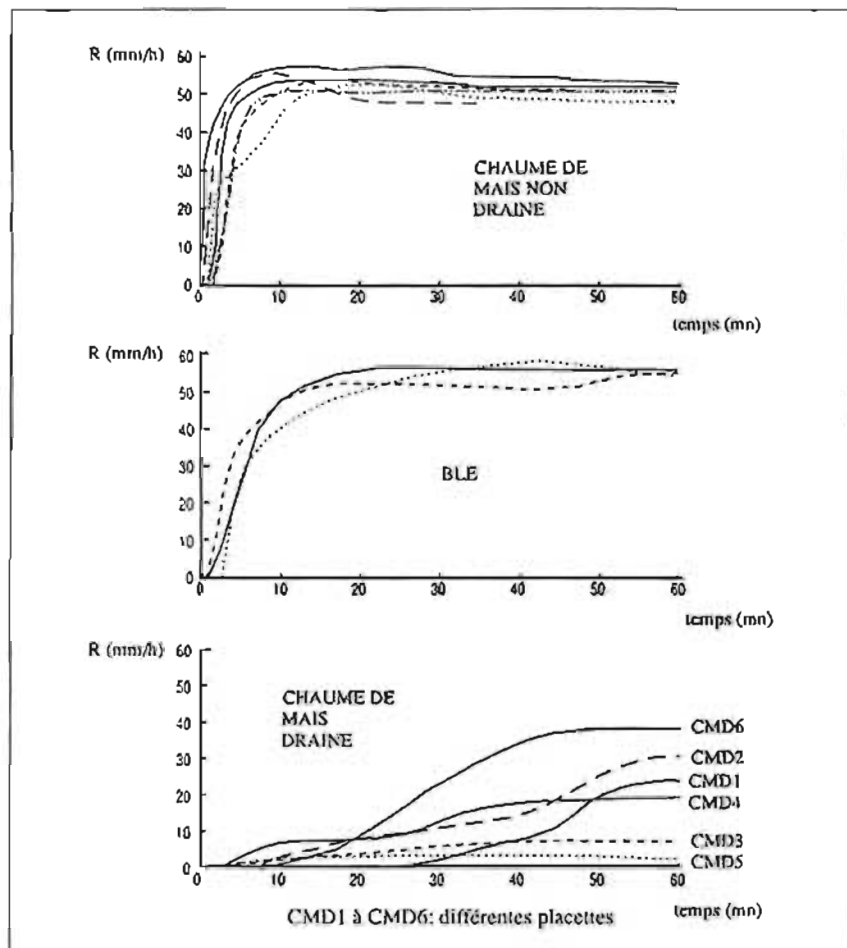 R (mm/h)
60
50
40
30
20
10
0
CHAUME DE
MAIS NON
DRAINE
0
10
20
30
40
50
60
temps (mn)
R (mm/h)
60
50
40
30
20
10
0
BLE
0
10
20
30
40
50
60
temps (mn)
R (mm/h)
60
50
40
30
20
10
0
CHAUME DE
MAIS
DRAINE
CMD6
CMD2
CMD1
CMD4
CMD3
CMD5
0
10
20
30
40
50
60
temps (mn)
CMD1 à CMD6: différentes placettes